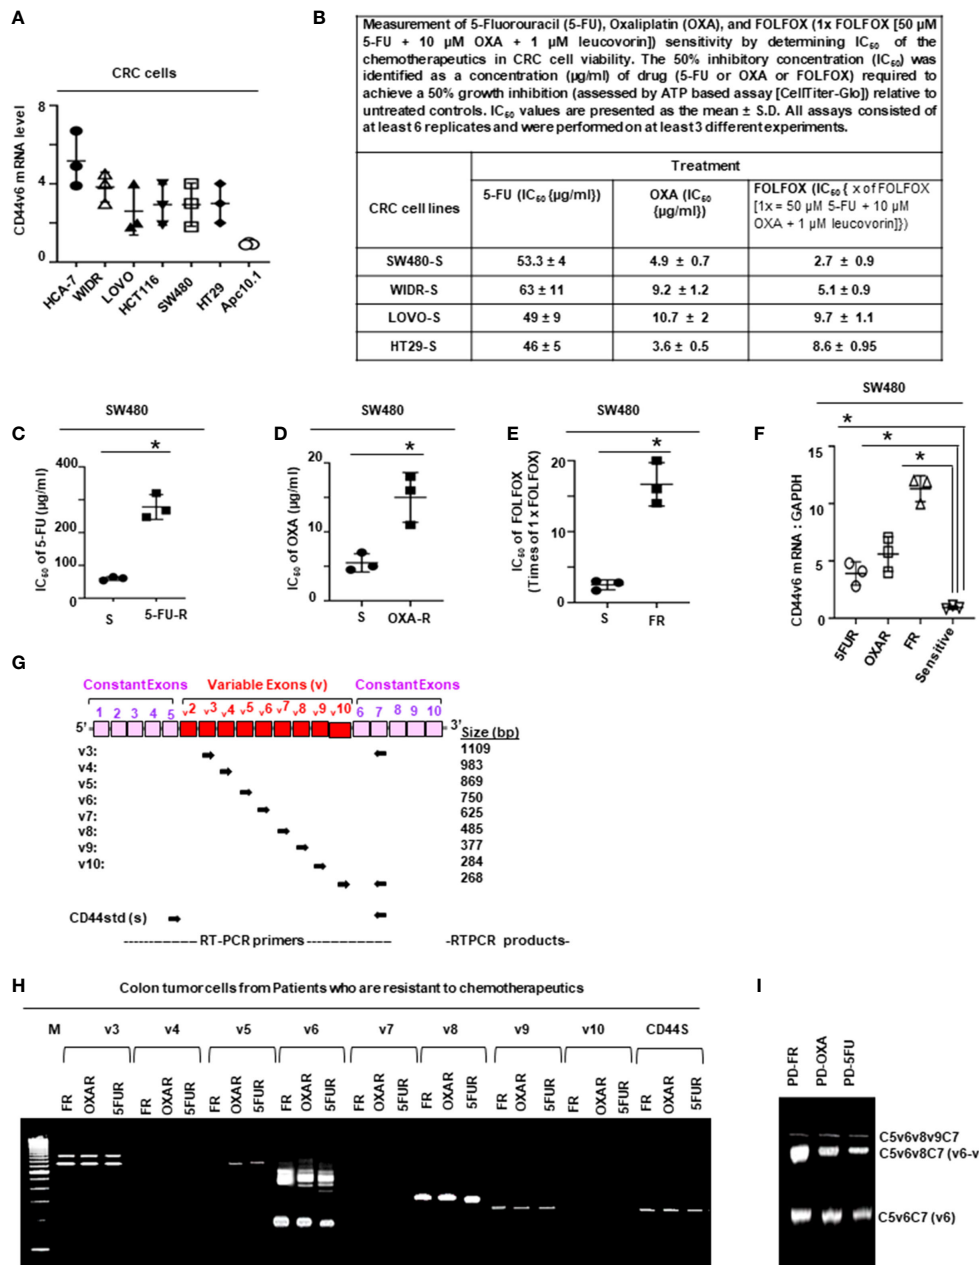 A
CRC cells
CD44v6 mRNA level
8
4
0
HCA-7
WIDR
LOVO
HCT116
SW480
HT29
Apc10.1
B
Measurement of 5-Fluorouracil (5-FU), Oxaliplatin (OXA), and FOLFOX (1x FOLFOX [50 µM
5-FU + 10 µM OXA + 1 µM leucovorin]) sensitivity by determining IC50 of the
chemotherapeutics in CRC cell viability. The 50% inhibitory concentration (IC50) was
identified as a concentration (µg/ml) of drug (5-FU or OXA or FOLFOX) required to
achieve a 50% growth inhibition (assessed by ATP based assay [CellTiter-Glo]) relative to
untreated controls. IC50 values are presented as the mean ± S.D. All assays consisted of
at least 6 replicates and were performed on at least 3 different experiments.
CRC cell lines
Treatment
5-FU (IC50 {µg/ml})
OXA (IC50
{µg/ml})
FOLFOX (IC50 { x of FOLFOX
[1x = 50 µM 5-FU + 10 µM
OXA + 1 µM leucovorin]})
SW480-S 53.3 ± 4 4.9 ± 0.7 2.7 ± 0.9
WIDR-S 63 ± 11 9.2 ± 1.2 5.1 ± 0.9
LOVO-S 49 ± 9 10.7 ± 2 9.7 ± 1.1
HT29-S 46 ± 5 3.6 ± 0.5 8.6 ± 0.95
C
SW480
*
IC50 of 5-FU (µg/ml)
400
300
200
100
0
S 5-FU-R
D
SW480
*
IC50 of OXA (µg/ml)
20
15
10
5
0
S OXA-R
E
SW480
*
IC50 of FOLFOX
(Times of 1 x FOLFOX)
20
15
10
5
0
S FR
F
SW480
*
*
*
CD44v6 mRNA : GAPDH
15
10
5
0
5FUR
OXAR
FR
Sensitive
G
Constant Exons Variable Exons (v) Constant Exons
1 2 3 4 5 v2 v3 v4 v5 v6 v7 v8 v9 v10 6 7 8 9 10
5' 3'
Size (bp)
v3: 1109
v4: 983
v5: 869
v6: 750
v7: 625
v8: 485
v9: 377
v10: 284
268
CD44std (s)
RT-PCR primers
-RTPCR products-
H
Colon tumor cells from Patients who are resistant to chemotherapeutics
M v3 v4 v5 v6 v7 v8 v9 v10 CD44S
FR OXAR 5FUR FR OXAR 5FUR FR OXAR 5FUR FR OXAR 5FUR FR OXAR 5FUR FR OXAR 5FUR FR OXAR 5FUR FR OXAR 5FUR FR OXAR 5FUR
I
PD-FR
PD-OXA
PD-5FU
C5v6v8v9C7
C5v6v8C7 (v6-v
C5v6C7 (v6)